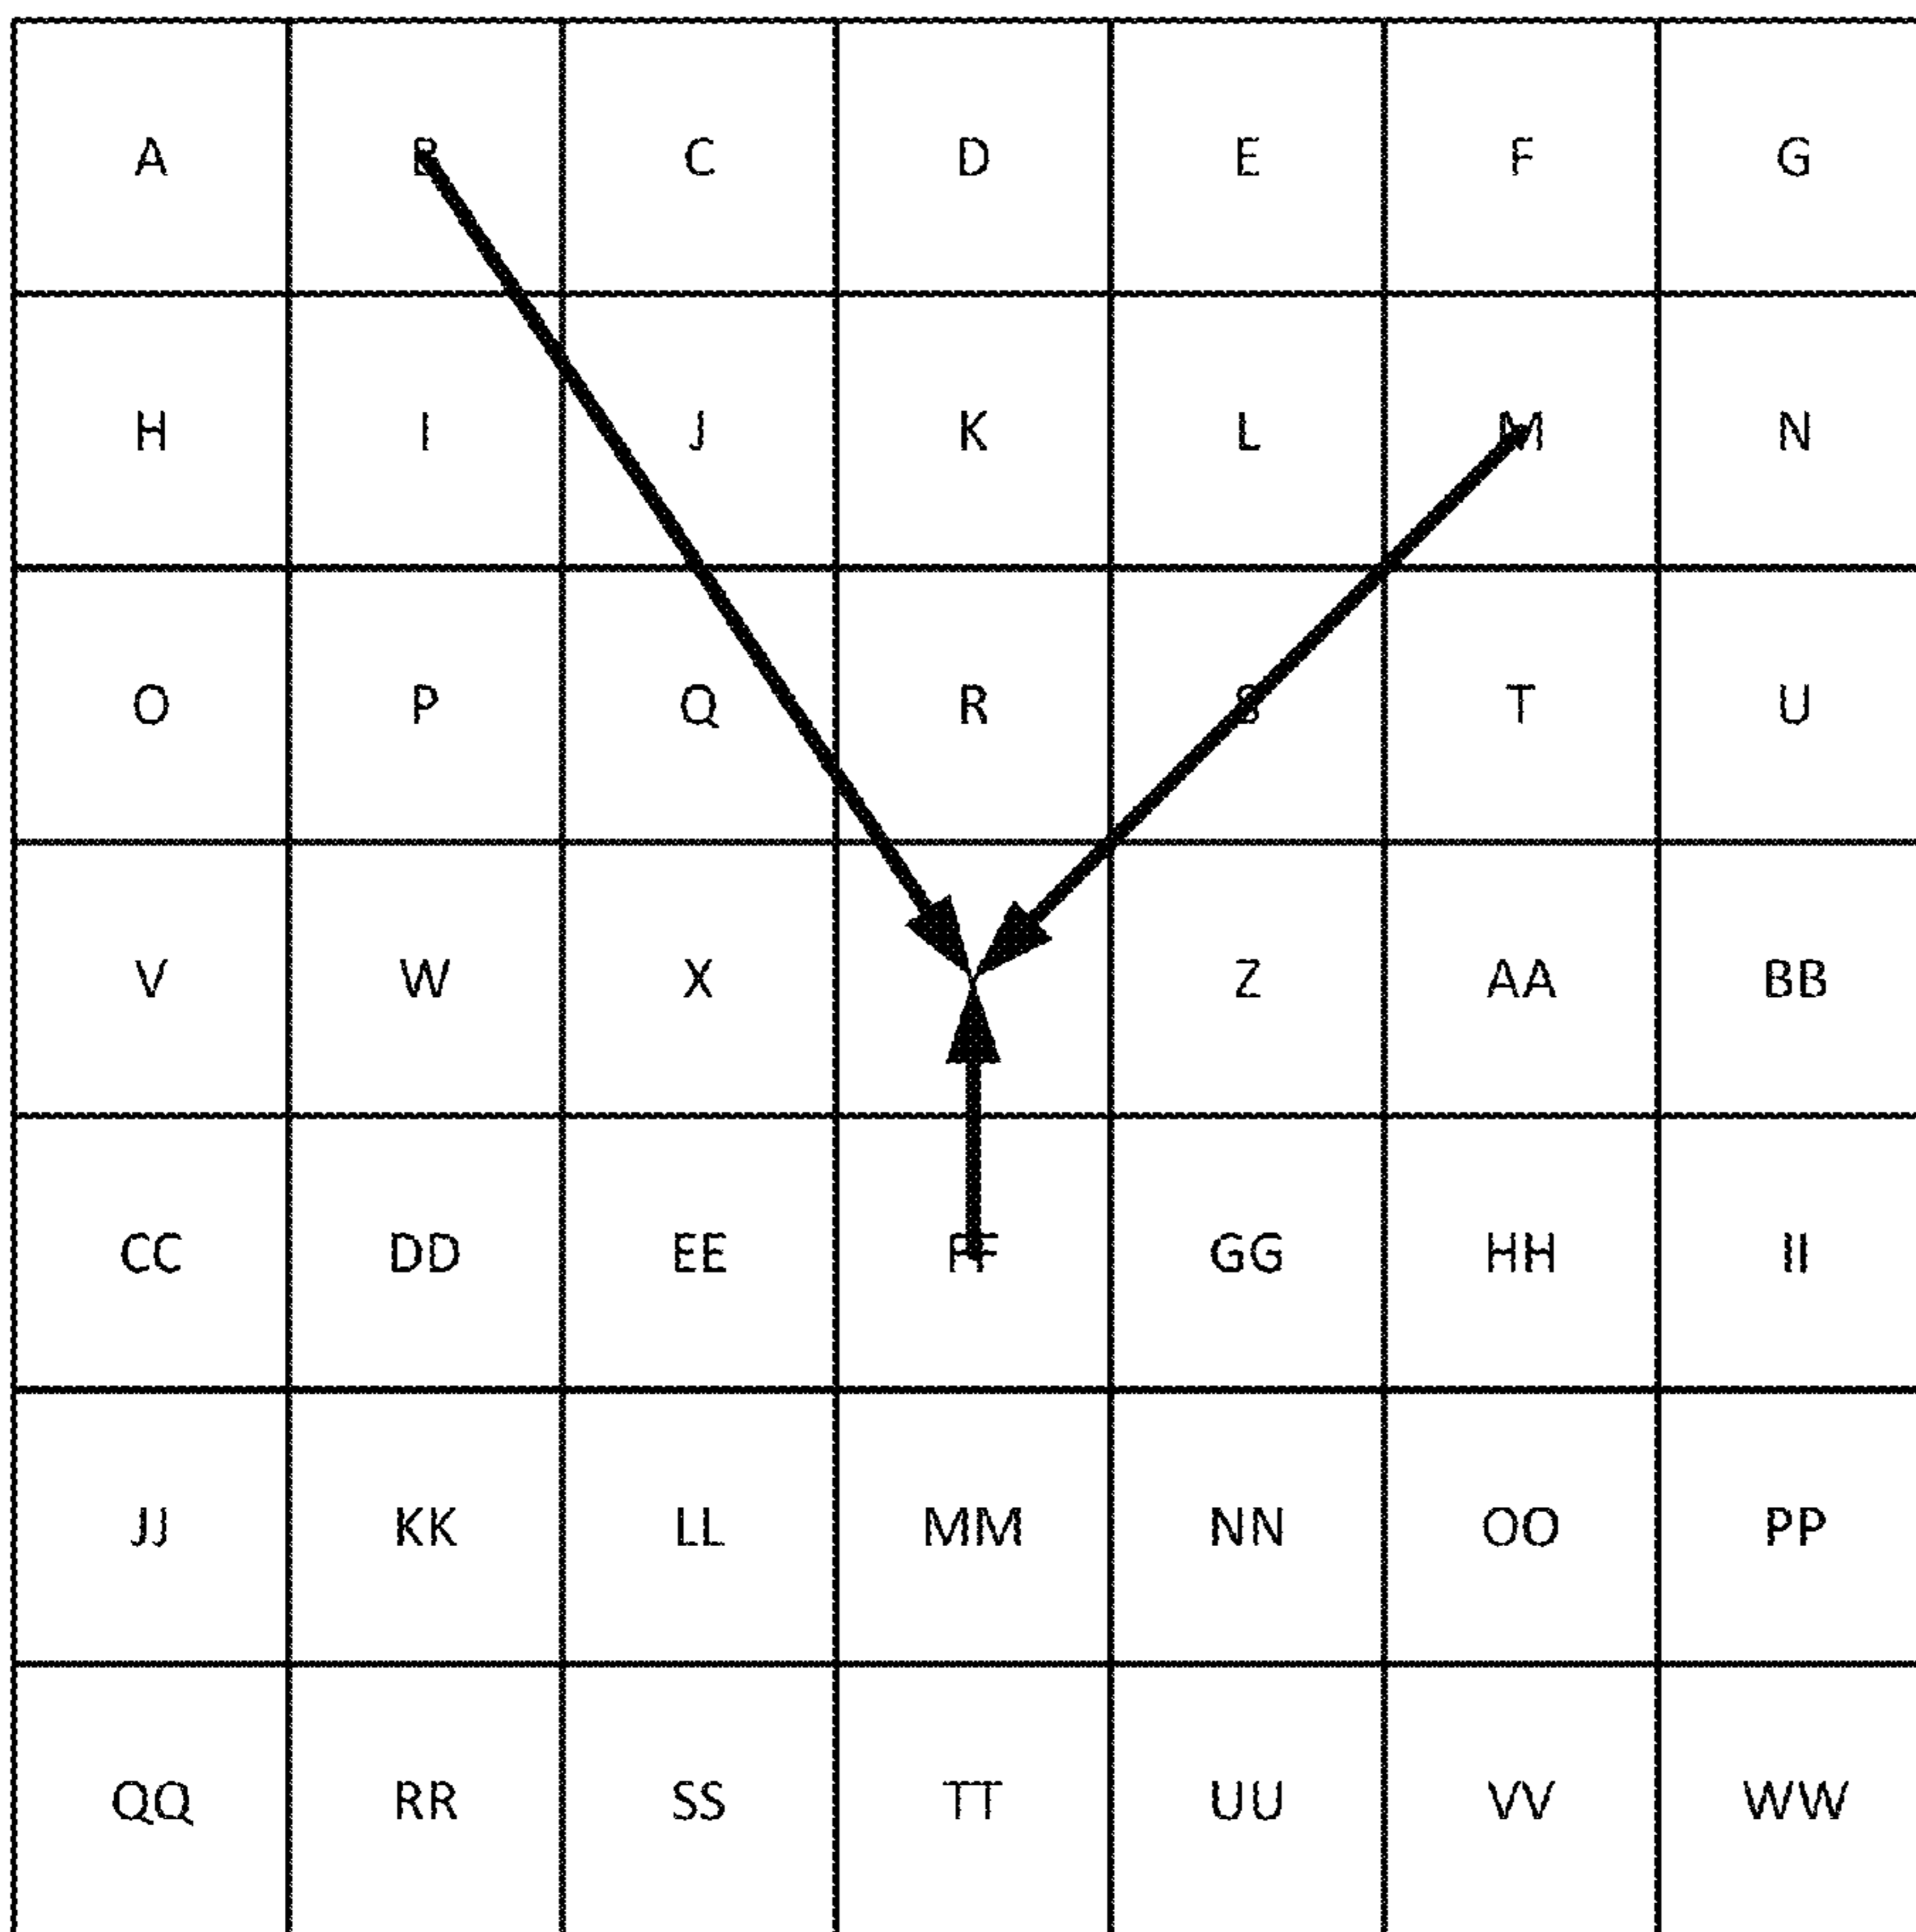 A B C D E F G
H I J K L M N
O P Q R S T U
V W X Z AA BB
CC DD EE FF GG HH II
JJ KK LL MM NN OO PP
QQ RR SS TT UU VV WW